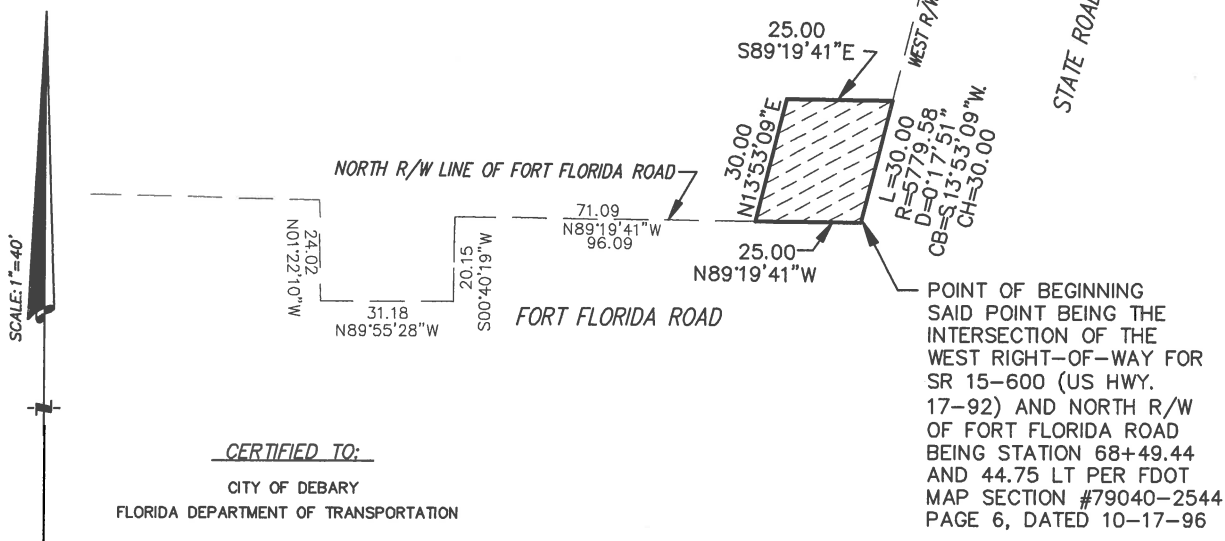 25.00
S89°19'41"E
WEST R/W
STATE ROAD
30.00
N13°53'09"E
L=30.00
R=5779.58
D=0°17'51"
CB=S.13°53'09"W.
CH=30.00
NORTH R/W LINE OF FORT FLORIDA ROAD
71.09
N89°19'41"W
96.09
25.00
N89°19'41"W
24.02
N01°22'10"W
20.15
S00°40'19"W
31.18
N89°55'28"W
FORT FLORIDA ROAD
SCALE: 1"=40'
N
POINT OF BEGINNING
SAID POINT BEING THE
INTERSECTION OF THE
WEST RIGHT-OF-WAY FOR
SR 15-600 (US HWY.
17-92) AND NORTH R/W
OF FORT FLORIDA ROAD
BEING STATION 68+49.44
AND 44.75 LT PER FDOT
MAP SECTION #79040-2544
PAGE 6, DATED 10-17-96
CERTIFIED TO:
CITY OF DEBARY
FLORIDA DEPARTMENT OF TRANSPORTATION